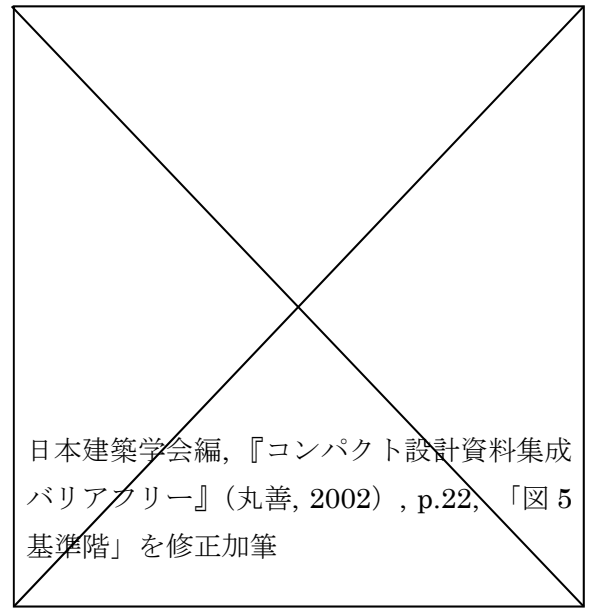 日本建築学会編, 『コンパクト設計資料集成
バリアフリー』（丸善, 2002）, p.22, 「図 5
基準階」を修正加筆